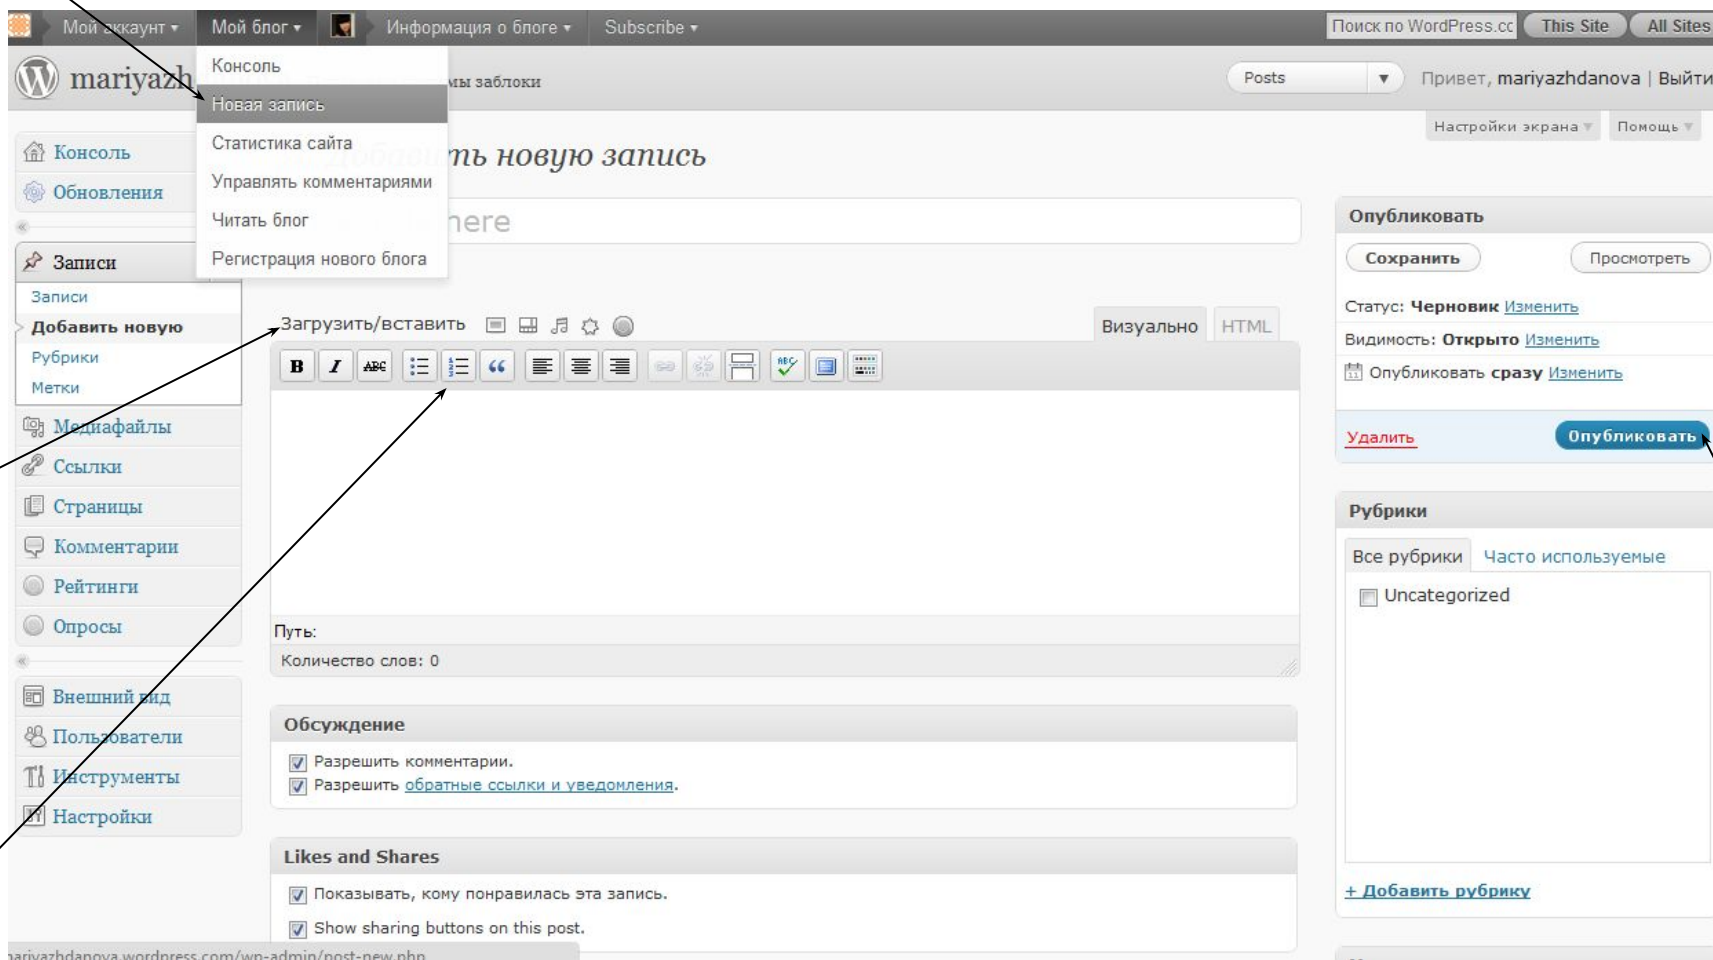 Мой аккаунт Мой блог Информация о блоге Subscribe Поиск по WordPress.cc This Site All Sites
mariyazh мы заблоки Posts Привет, mariyazhdanova | Выйти
Консоль
Новая запись
Статистика сайта
Управлять комментариями
Читать блог
Регистрация нового блога
Настройки экрана Помощь
Добавить новую запись
here
Консоль
Обновления
Записи
Записи
Добавить новую
Рубрики
Метки
Медиафайлы
Ссылки
Страницы
Комментарии
Рейтинги
Опросы
Внешний вид
Пользователи
Инструменты
Настройки
Загрузить/вставить Визуально HTML
B I ABC ABC
Путь:
Количество слов: 0
Обсуждение
Разрешить комментарии.
Разрешить обратные ссылки и уведомления.
Likes and Shares
Показывать, кому понравилась эта запись.
Show sharing buttons on this post.
Опубликовать
Сохранить Просмотреть
Статус: Черновик Изменить
Видимость: Открыто Изменить
Опубликовать сразу Изменить
Удалить Опубликовать
Рубрики
Все рубрики Часто используемые
Uncategorized
+ Добавить рубрику
mariyazhdanova.wordpress.com/wp-admin/post-new.php